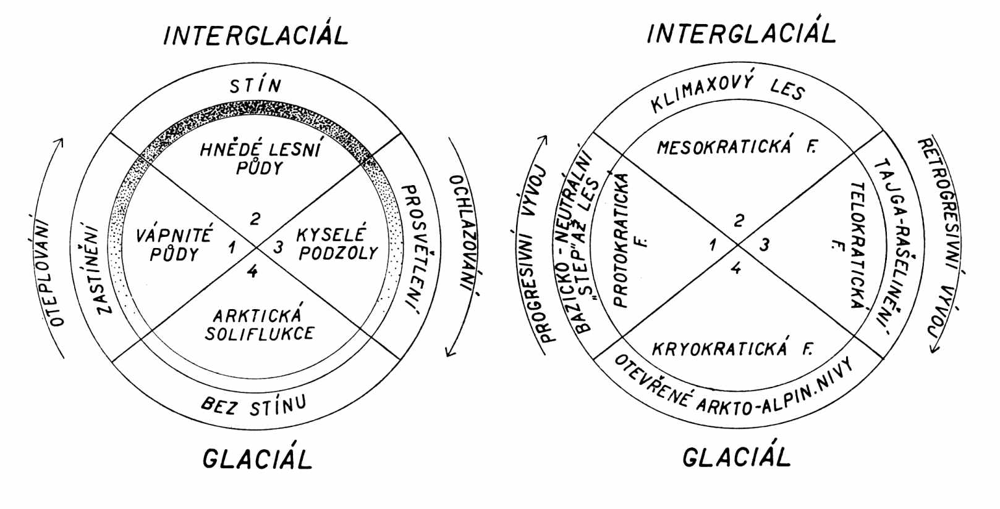 INTERGLACIÁL
STÍN
HNĚDÉ LESNÍ
PŮDY
OTEPLOVÁNÍ
ZASTÍNĚNÍ
VÁPNITÉ
PŮDY
1
2
3
4
KYSELÉ
PODZOLY
PROSVĚTLENÍ
OCHLAZOVÁNÍ
ARKTICKÁ
SOLIFLUKCE
BEZ STÍNU
GLACIÁL
INTERGLACIÁL
KLIMAXOVÝ LES
MESOKRATICKÁ F.
PROGRESIVNÍ VÝVOJ
BAZICKO-NEUTRÁLNÍ
"STEP" AŽ LES
PROTOKRATICKA
F.
1
2
3
4
TELOKRATICKÁ
F.
TAJGA-RAŠELINĚNÍ
RETROGRESIVNÍ VÝVOJ
KRYOKRATICKÁ F.
OTEVŘENÉ ARKTO-ALPIN. NIVY
GLACIÁL